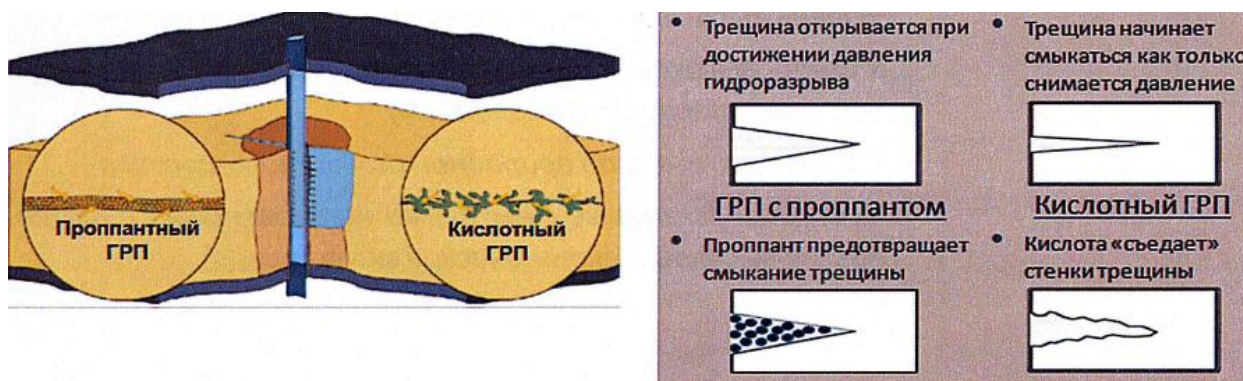 Проппантный
ГРП
Кислотный
ГРП
• Трещина открывается при
достижении давления
гидроразрыва
• Трещина начинает
смыкаться как только
снимается давление
ГРП с проппантом
Кислотный ГРП
• Проппант предотвращает
смыкание трещины
• Кислота «съедает»
стенки трещины